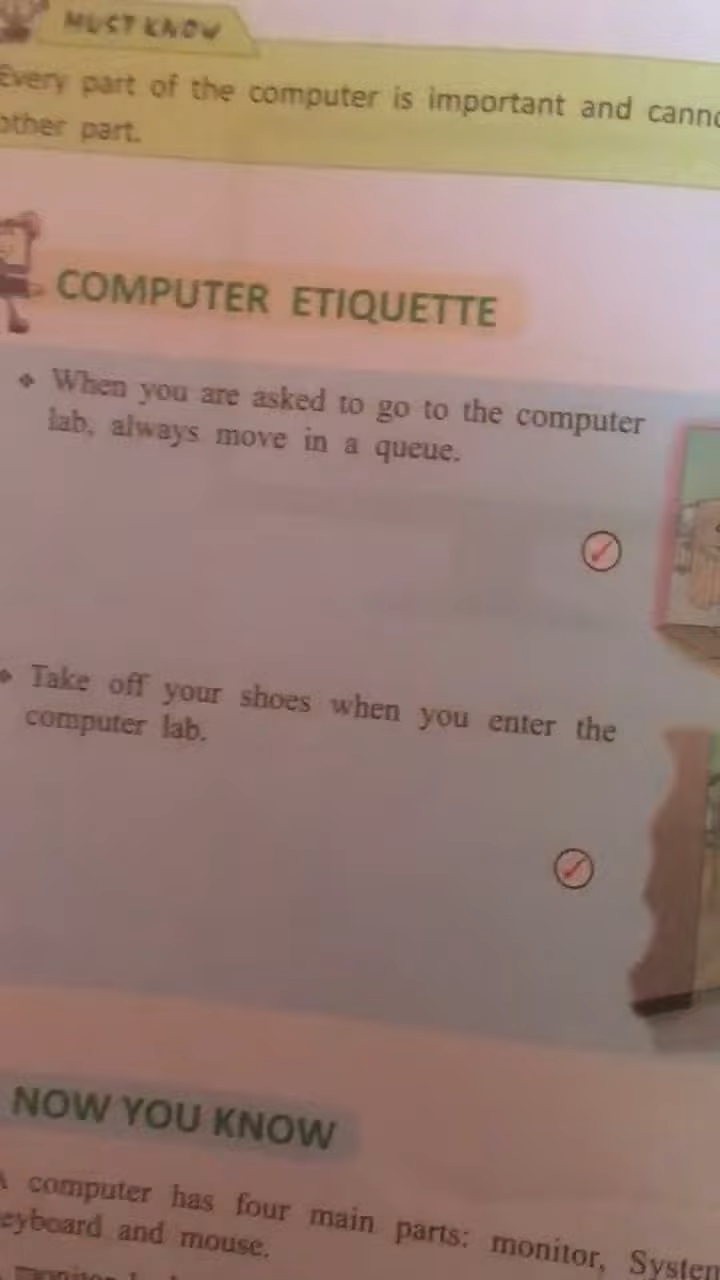 MUST KNOW
Every part of the computer is important and
other part.
COMPUTER ETIQUETTE
When you are asked to go to the computer
lab, always move in a queue.
Take off your shoes when you enter the
computer lab.
NOW YOU KNOW
A computer has four main parts: monitor,
and mouse.